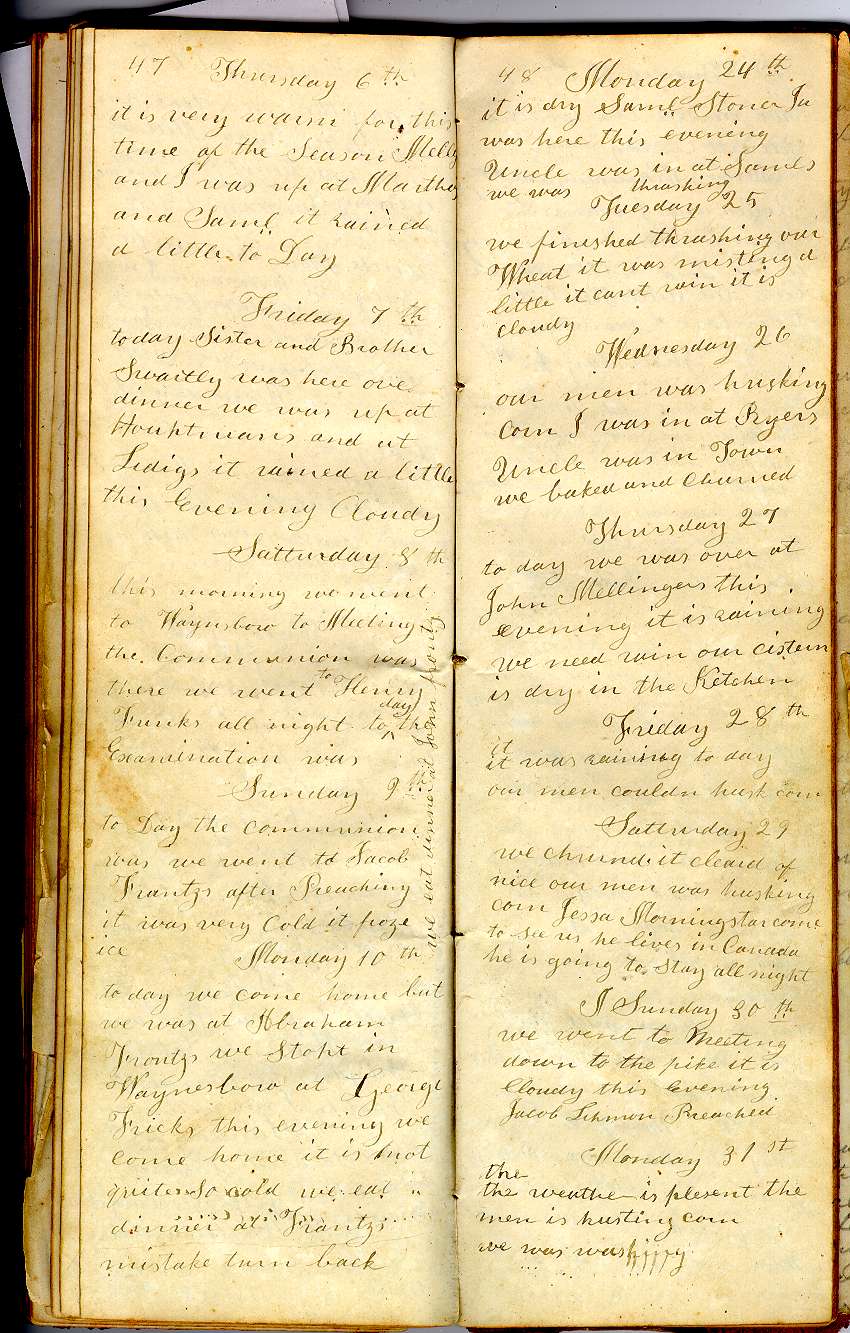 47 Thursday 6th
it is very warm for this
time of the Season Melly
and I was up at Marthas
and Saml it rained
a little to Day
Friday 7th
today Sister and Brother
Swaitly was here over
dinner we was up at
and at
Ledigs it rained a little
this Evening Cloudy
Satturday 8th
this morning we went
to Waynsboro to Meeting
the Communion was
there we went to Henry
Funks all night to day the
Examination was
Sunday 9th
to Day the communion
was we went to Jacob
Frantzs after Preaching
it was very Cold it froze
ice
we eat dinner at John Frantz
Monday 10th
today we come home but
we was at Abraham
Frontzs we Stopt in
Waynesboro at George
Fricks this evening we
come home it is not
quite so cold we eat
dinner at Frantzs
mistake turn back
48 Monday 24th
it is dry Saml Stoner Ju
was here this evening
Uncle was in at Samls
we was thrashing
Tuesday 25
we finished thrashing our
Wheat it was misting a
little it cant rain it is
cloudy
Wednesday 26
our men was husking
corn I was in at Ryers
Uncle was in Town
we baked and churned
Thursday 27
to day we was over at
John Mellingers this
evening it is raining
we need rain our cistern
is dry in the Kitchen
Friday 28th
it
it was raining to day
our men couldn husk corn
Satturday 29
we chrund it cleard of
nice our men was husking
corn Jessa Morningstar come
to see us he lives in Canada
he is going to stay all night
I Sunday 30th
we went to Meeting
down to the pike it is
Cloudy this evening
Jacob Lehmon Preached
Monday 31st
the
the weathe is plesent the
men is husting corn
we was washing